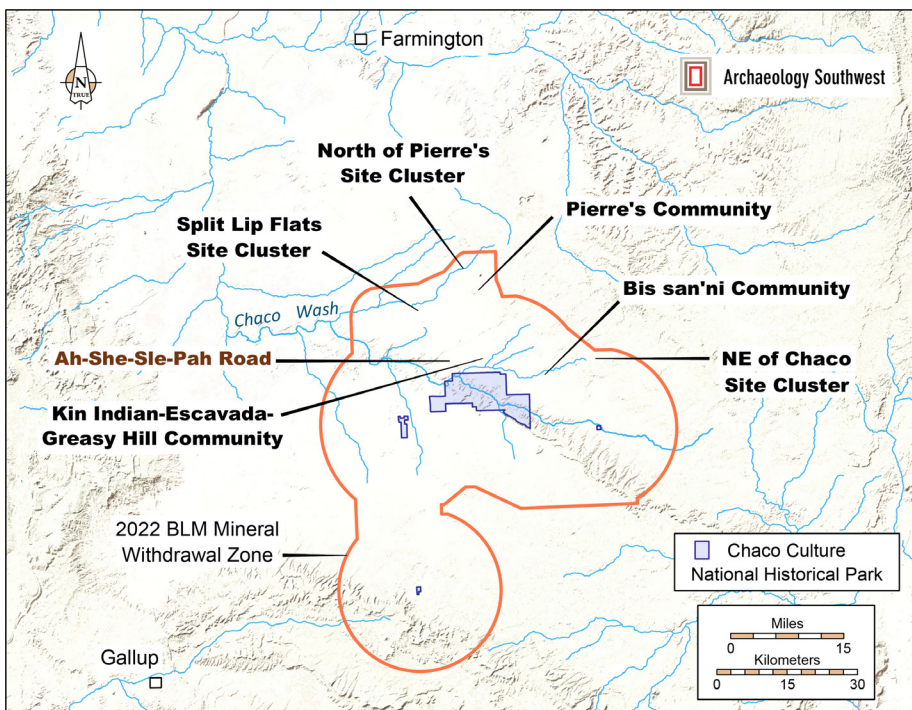 Farmington
N
TRUE
Archaeology Southwest
North of Pierre's
Site Cluster
Pierre's Community
Split Lip Flats
Site Cluster
Bis san'ni Community
Chaco Wash
Ah-She-Sle-Pah Road
NE of Chaco
Site Cluster
Kin Indian-Escavada-
Greasy Hill Community
2022 BLM Mineral
Withdrawal Zone
Chaco Culture
National Historical Park
Gallup
Miles
0 15
Kilometers
0 15 30